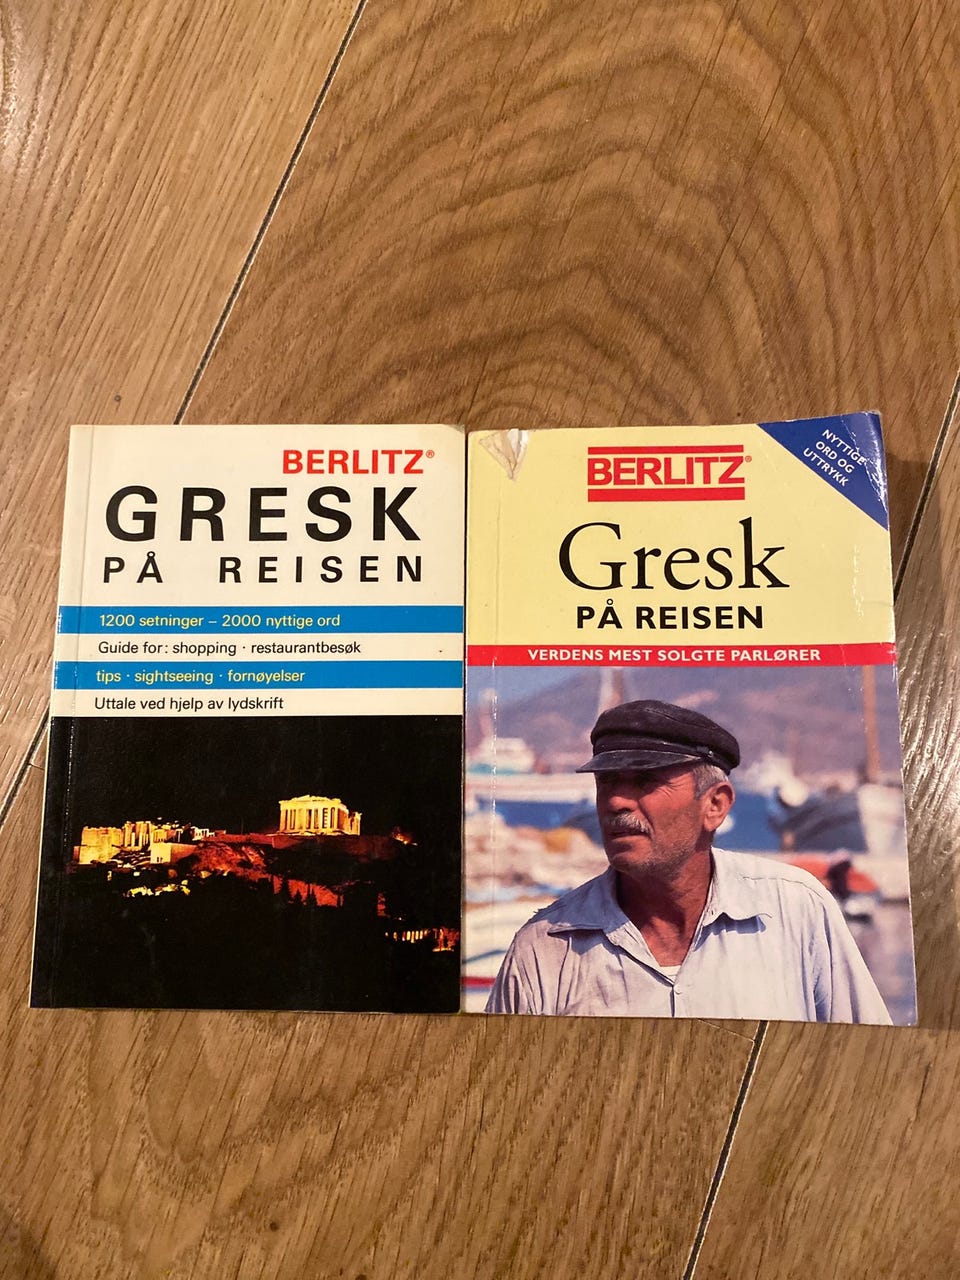 BERLITZ®
GRESK
PÅ REISEN
1200 setninger – 2000 nyttige ord
Guide for: shopping · restaurantbesøk
tips · sightseeing · fornøyelser
Uttale ved hjelp av lydskrift
BERLITZ®
NYTTIGE
ORD OG
UTTRYKK
Gresk
PÅ REISEN
VERDENS MEST SOLGTE PARLØRER